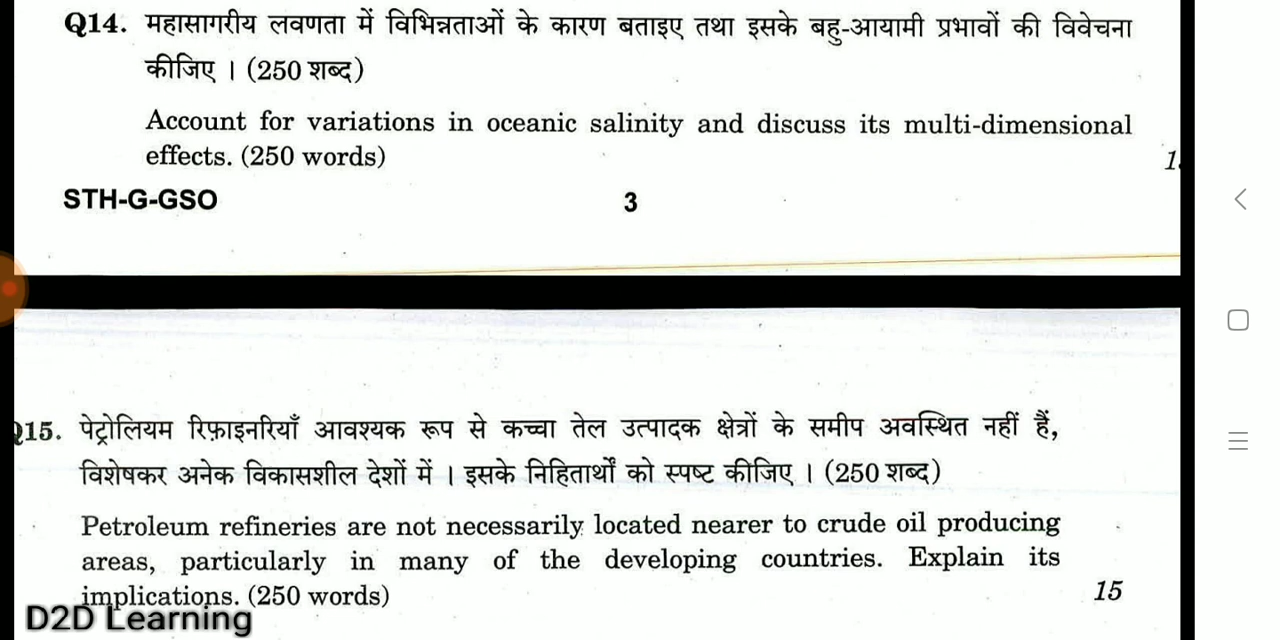 Q14. महासागरीय लवणता में विभिन्नताओं के कारण बताइए तथा इसके बहु-आयामी प्रभावों की विवेचना
कीजिए । (250 शब्द)
Account for variations in oceanic salinity and discuss its multi-dimensional
effects. (250 words)
STH-G-GSO 3
Q15. पेट्रोलियम रिफ़ाइनरियाँ आवश्यक रूप से कच्चा तेल उत्पादक क्षेत्रों के समीप अवस्थित नहीं हैं,
विशेषकर अनेक विकासशील देशों में । इसके निहितार्थों को स्पष्ट कीजिए । (250 शब्द)
Petroleum refineries are not necessarily located nearer to crude oil producing
areas, particularly in many of the developing countries. Explain its
implications. (250 words) 15
D2D Learning